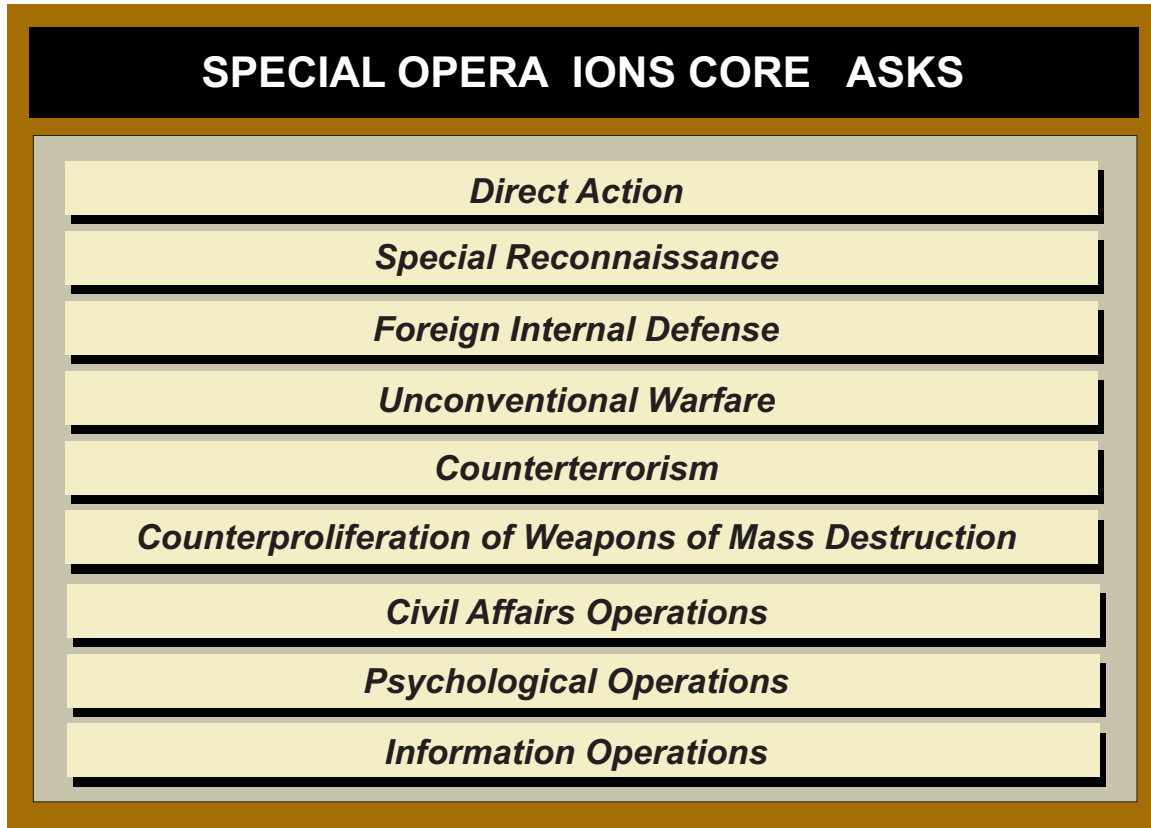 SPECIAL OPERA IONS CORE ASKS
Direct Action
Special Reconnaissance
Foreign Internal Defense
Unconventional Warfare
Counterterrorism
Counterproliferation of Weapons of Mass Destruction
Civil Affairs Operations
Psychological Operations
Information Operations